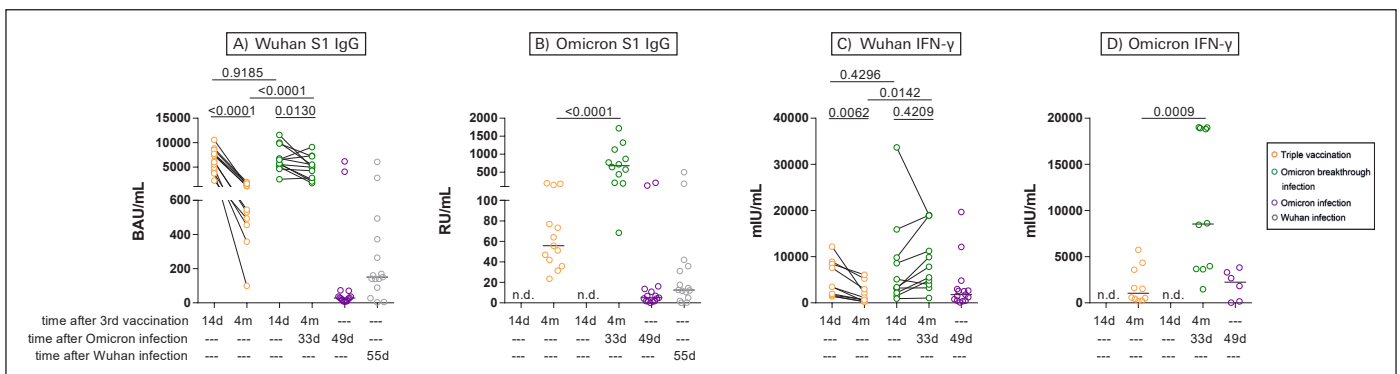 A) Wuhan S1 IgG
0.9185
<0.0001
<0.0001 0.0130
15000
10000
5000
600
400
200
0
BAU/mL
B) Omicron S1 IgG
<0.0001
2000
1500
1000
500
100
80
60
40
20
0
RU/mL
n.d. n.d.
C) Wuhan IFN-γ
0.4296
0.0142
0.0062 0.4209
40000
30000
20000
10000
0
mIU/mL
D) Omicron IFN-γ
0.0009
20000
15000
10000
5000
0
mIU/mL
n.d. n.d.
Triple vaccination
Omicron breakthrough
infection
Omicron infection
Wuhan infection
time after 3rd vaccination 14d 4m 14d 4m --- --- 14d 4m 14d 4m --- --- 14d 4m 14d 4m --- 14d 4m 14d 4m ---
time after Omicron infection --- --- --- 33d 49d --- --- --- --- 33d 49d --- --- --- --- 33d 49d --- --- --- 33d 49d
time after Wuhan infection --- --- --- --- --- 55d --- --- --- --- --- 55d --- --- --- --- --- --- --- --- --- ---